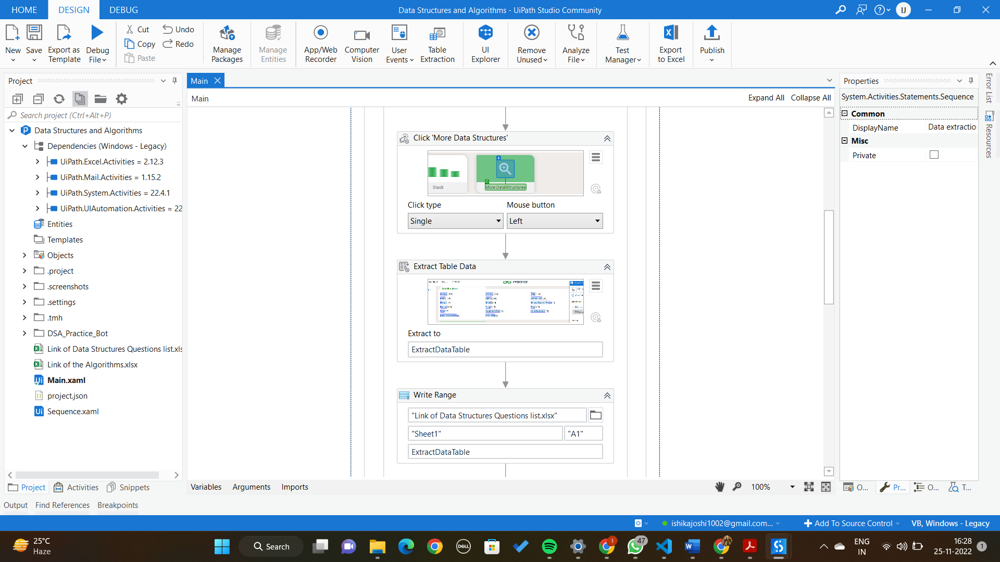 HOME DESIGN DEBUG
Data Structures and Algorithms - UiPath Studio Community
IJ
New
Save
Export as Template
Debug File
Cut
Copy
Paste
Undo
Redo
Manage Packages
Manage Entities
App/Web Recorder
Computer Vision
User Events
Table Extraction
UI Explorer
Remove Unused
Analyze File
Test Manager
Export to Excel
Publish
Project
Search project (Ctrl+Alt+P)
Data Structures and Algorithms
Dependencies (Windows - Legacy)
UiPath.Excel.Activities = 2.12.3
UiPath.Mail.Activities = 1.15.2
UiPath.System.Activities = 22.4.1
UiPath.UIAutomation.Activities = 22
Entities
Templates
Objects
.project
.screenshots
.settings
.tmh
DSA_Practice_Bot
Link of Data Structures Questions list.xls
Link of the Algorithms.xlsx
Main.xaml
project.json
Sequence.xaml
Project Activities Snippets
Main
Main
Expand All Collapse All
Click 'More Data Structures'
Stack
More Data Structures
Click type Mouse button
Single Left
Extract Table Data
Practice
Data Structures
Extract to
ExtractDataTable
Write Range
"Link of Data Structures Questions list.xlsx"
"Sheet1" "A1"
ExtractDataTable
Variables Arguments Imports
100%
Properties
System.Activities.Statements.Sequence
Common
DisplayName Data extractio
Misc
Private
O... Pr... O... T...
Error List
Resources
Output Find References Breakpoints
ishikajoshi1002@gmail.com...
Add To Source Control
VB, Windows - Legacy
25°C
Haze
Search
DELL
47
ENG
IN
16:28
25-11-2022
1